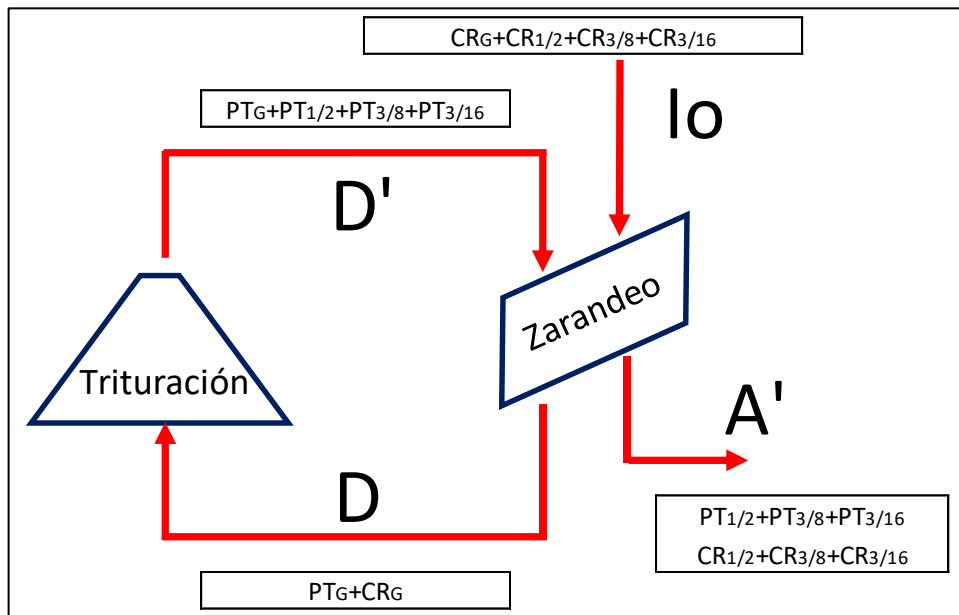 CRG+CR1/2+CR3/8+CR3/16
Io
PTG+PT1/2+PT3/8+PT3/16
D'
Zarandeo
Trituración
A'
D
PT1/2+PT3/8+PT3/16
CR1/2+CR3/8+CR3/16
PTG+CRG